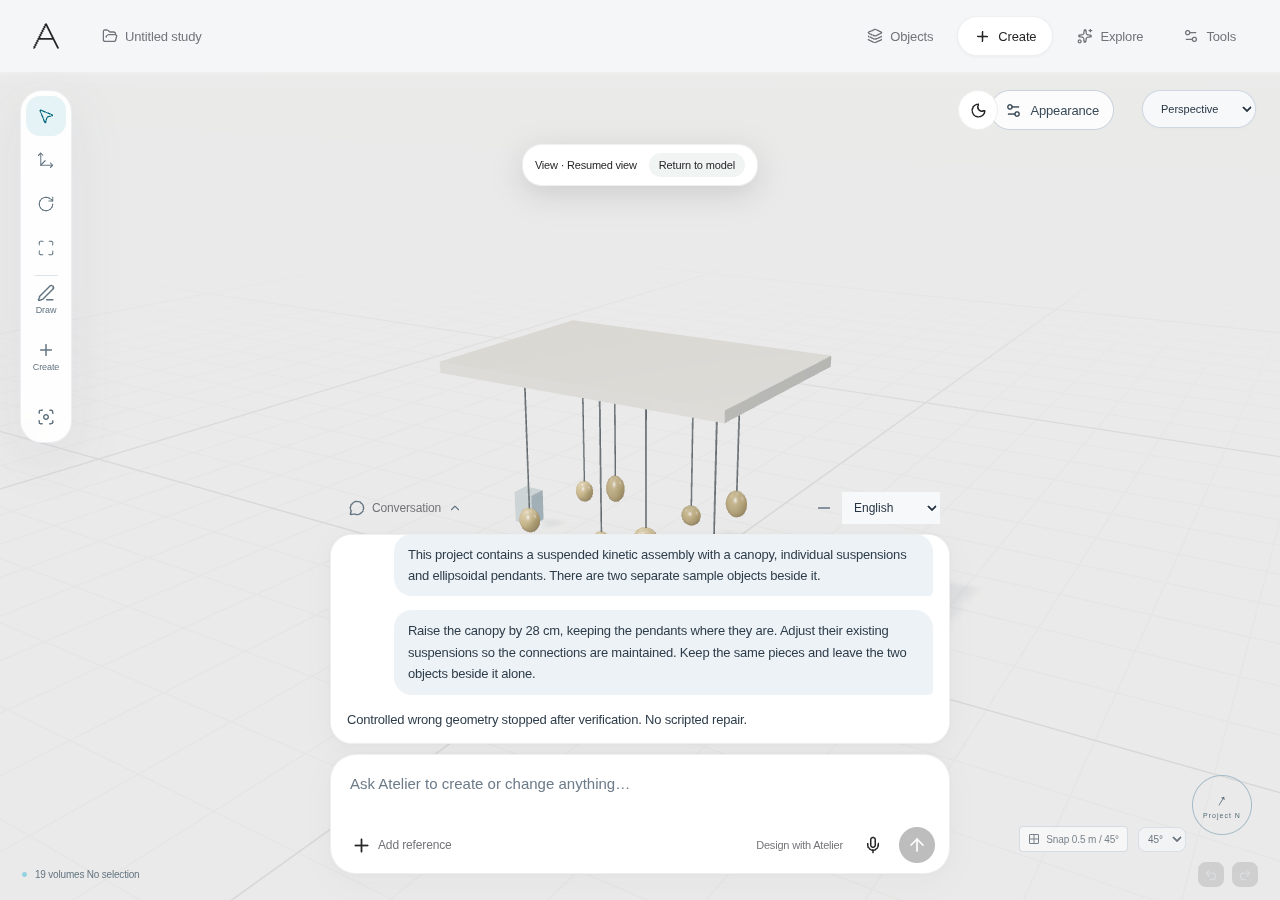 Untitled study
Objects
Create
Explore
Tools
Appearance
Perspective
View · Resumed view
Return to model
Draw
Create
Conversation
English
This project contains a suspended kinetic assembly with a canopy, individual suspensions
and ellipsoidal pendants. There are two separate sample objects beside it.
Raise the canopy by 28 cm, keeping the pendants where they are. Adjust their existing
suspensions so the connections are maintained. Keep the same pieces and leave the two
objects beside it alone.
Controlled wrong geometry stopped after verification. No scripted repair.
Ask Atelier to create or change anything…
Add reference
Design with Atelier
Project N
Snap 0.5 m / 45°
45°
19 volumes No selection